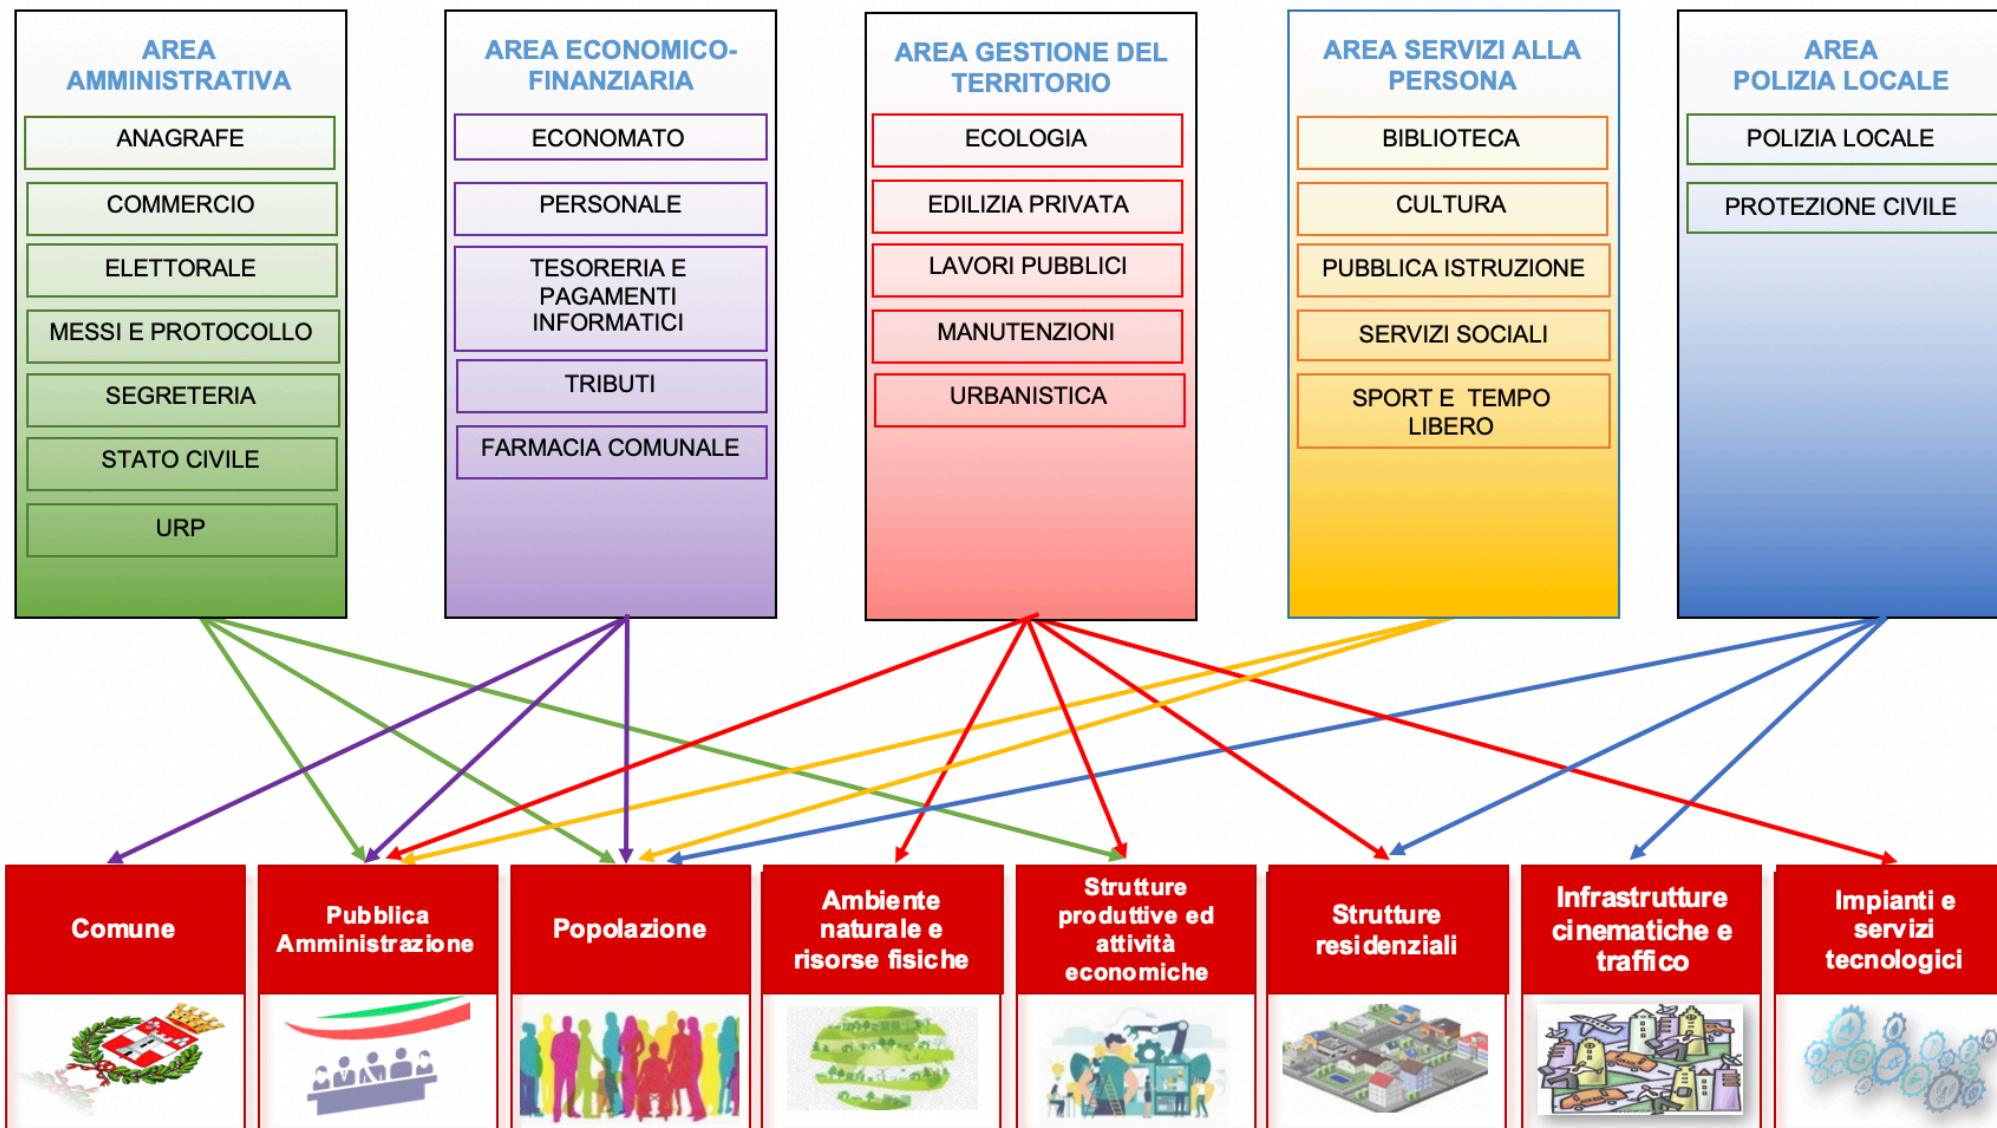 AREA
AMMINISTRATIVA
ANAGRAFE
COMMERCIO
ELETTORALE
MESSI E PROTOCOLLO
SEGRETERIA
STATO CIVILE
URP
AREA ECONOMICO-
FINANZIARIA
ECONOMATO
PERSONALE
TESORERIA E
PAGAMENTI
INFORMATICI
TRIBUTI
FARMACIA COMUNALE
AREA GESTIONE DEL
TERRITORIO
ECOLOGIA
EDILIZIA PRIVATA
LAVORI PUBBLICI
MANUTENZIONI
URBANISTICA
AREA SERVIZI ALLA
PERSONA
BIBLIOTECA
CULTURA
PUBBLICA ISTRUZIONE
SERVIZI SOCIALI
SPORT E TEMPO
LIBERO
AREA
POLIZIA LOCALE
POLIZIA LOCALE
PROTEZIONE CIVILE
Comune
Pubblica
Amministrazione
Popolazione
Ambiente
naturale e
risorse fisiche
Strutture
produttive ed
attività
economiche
Strutture
residenziali
Infrastrutture
cinematiche e
traffico
Impianti e
servizi
tecnologici